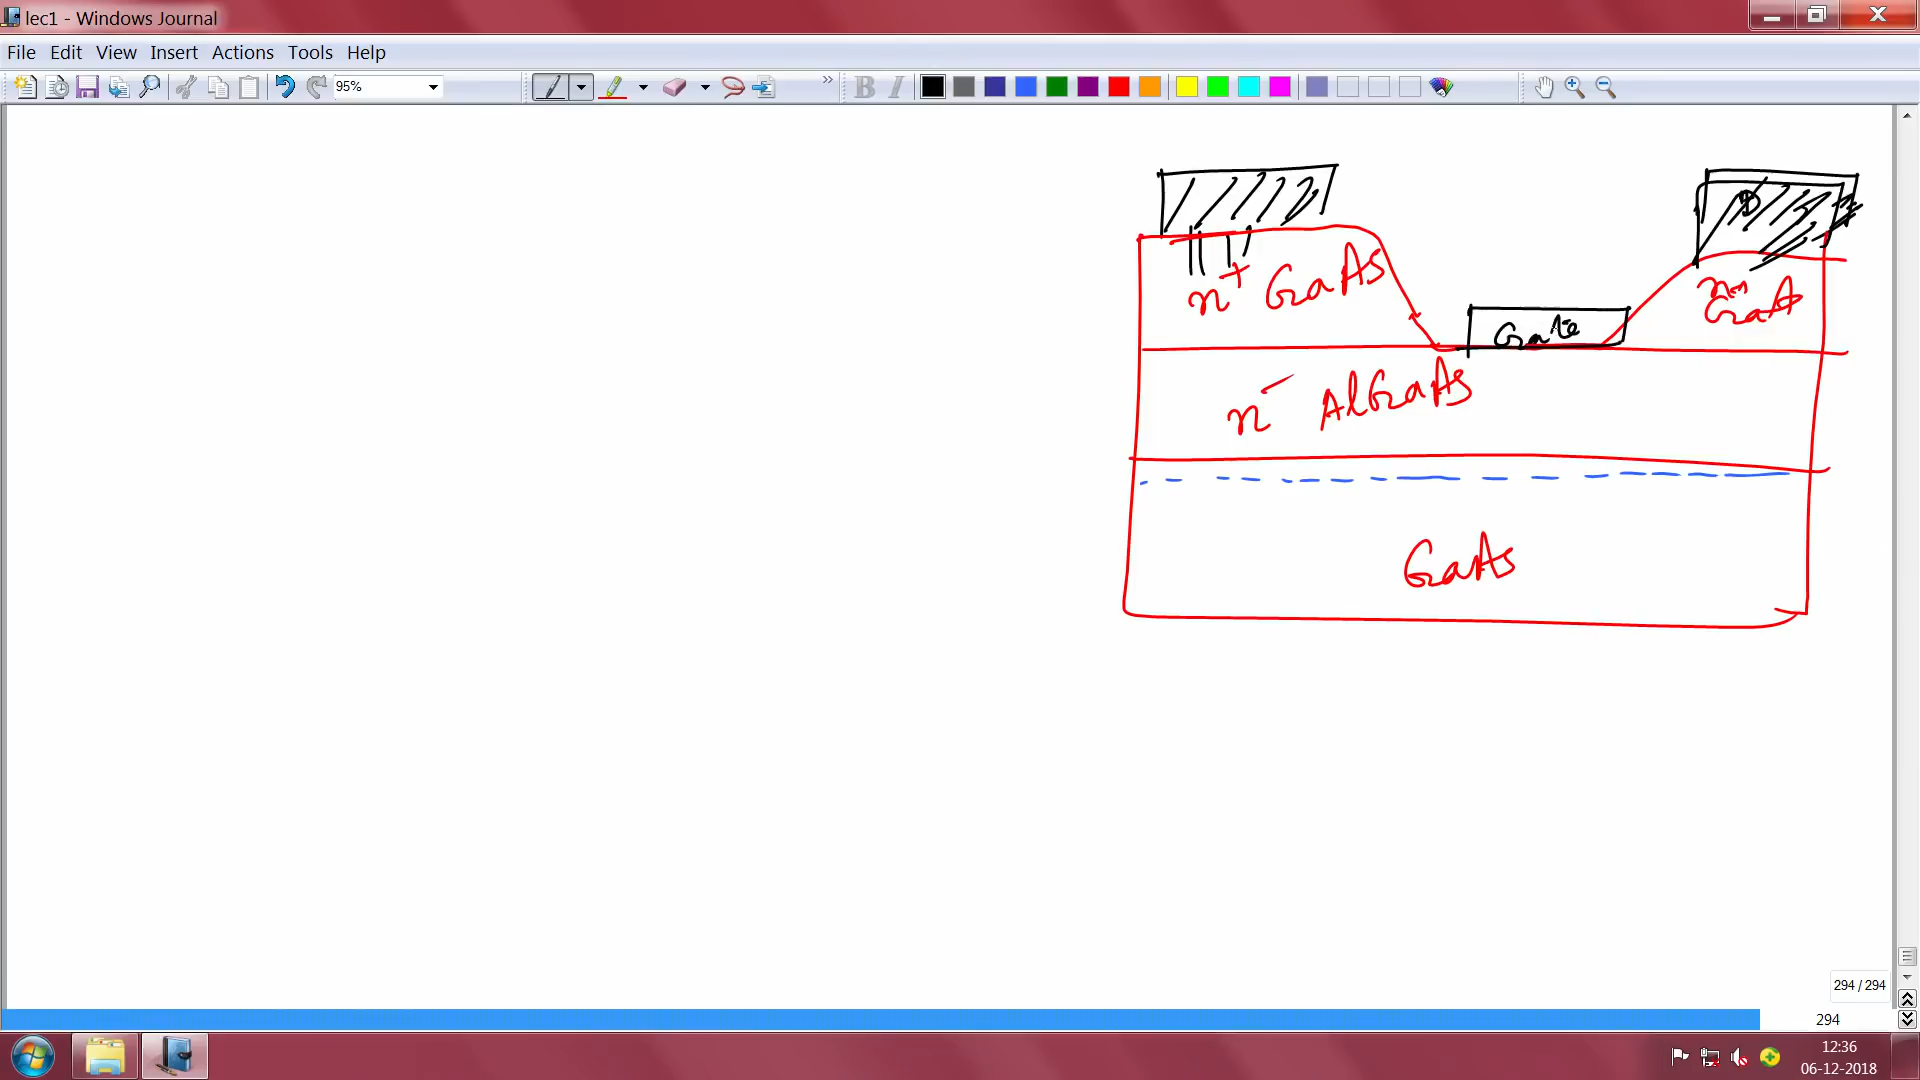 lec1 - Windows Journal
File Edit View Insert Actions Tools Help
95%
B I
D
n+ GaAs
Gate
n+
GaA
n- AlGaAs
GaAs
294 / 294
294
12:36
06-12-2018